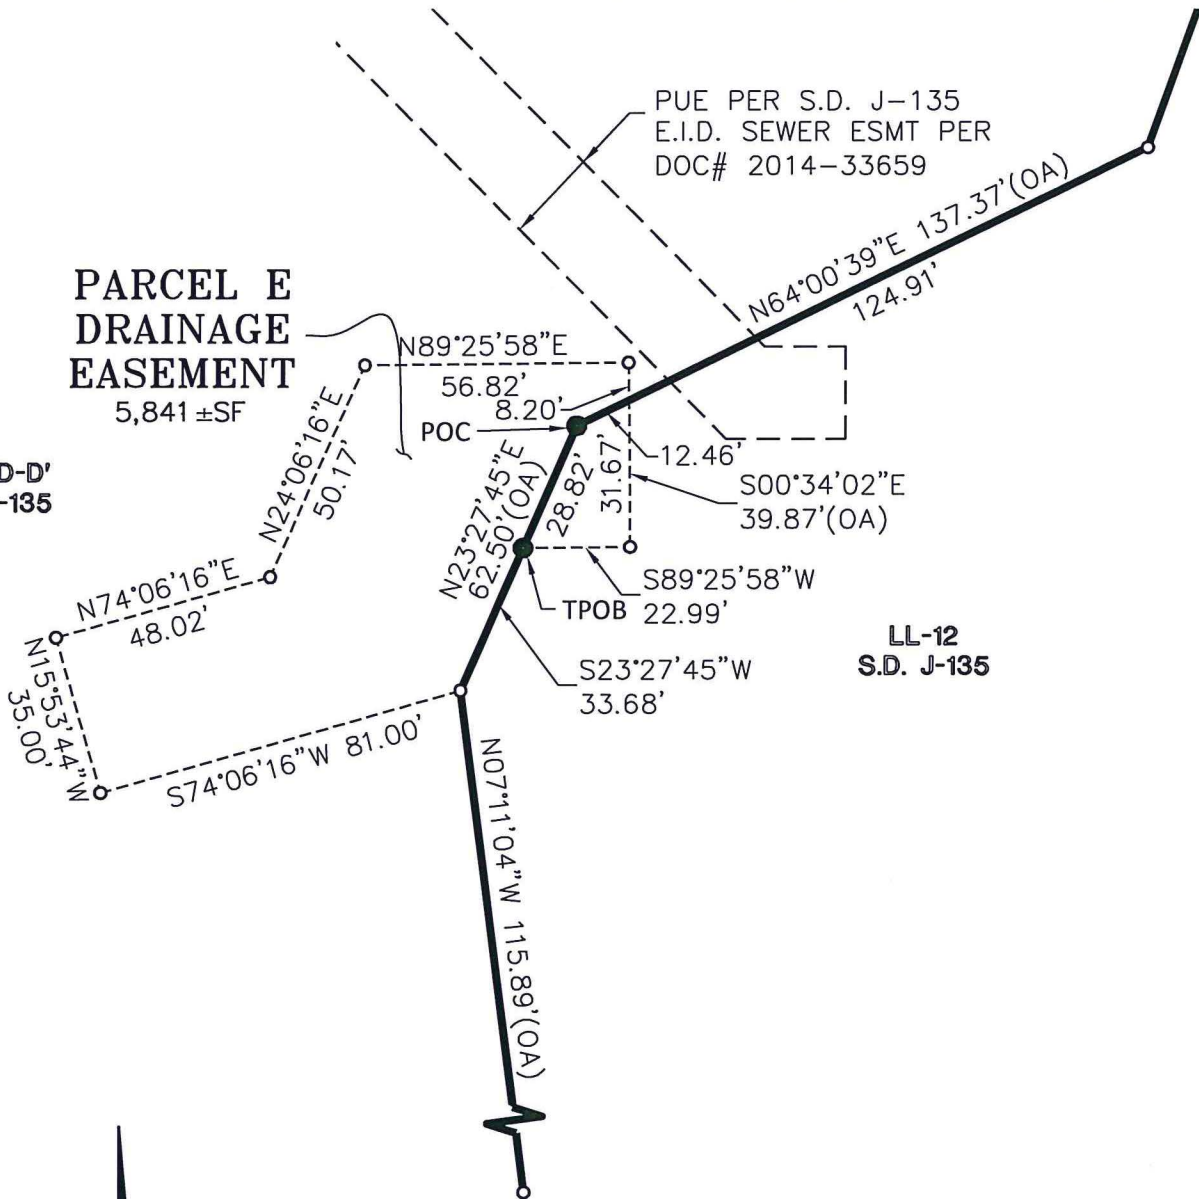 PUE PER S.D. J-135
E.I.D. SEWER ESMT PER
DOC# 2014-33659
N64°00'39"E 137.37'(OA)
124.91'
PARCEL E
DRAINAGE
EASEMENT
5,841 ±SF
N89°25'58"E
56.82'
8.20'
POC
N24°06'16"E
50.17'
D-D'
-135
12.46'
31.67'
28.82'
N23°27'45"E
62.50'(OA)
S00°34'02"E
39.87'(OA)
S89°25'58"W
22.99'
TPOB
N74°06'16"E
48.02'
LL-12
S.D. J-135
S23°27'45"W
33.68'
N15°53'44"W
35.00'
S74°06'16"W 81.00'
N07°11'04"W 115.89'(OA)